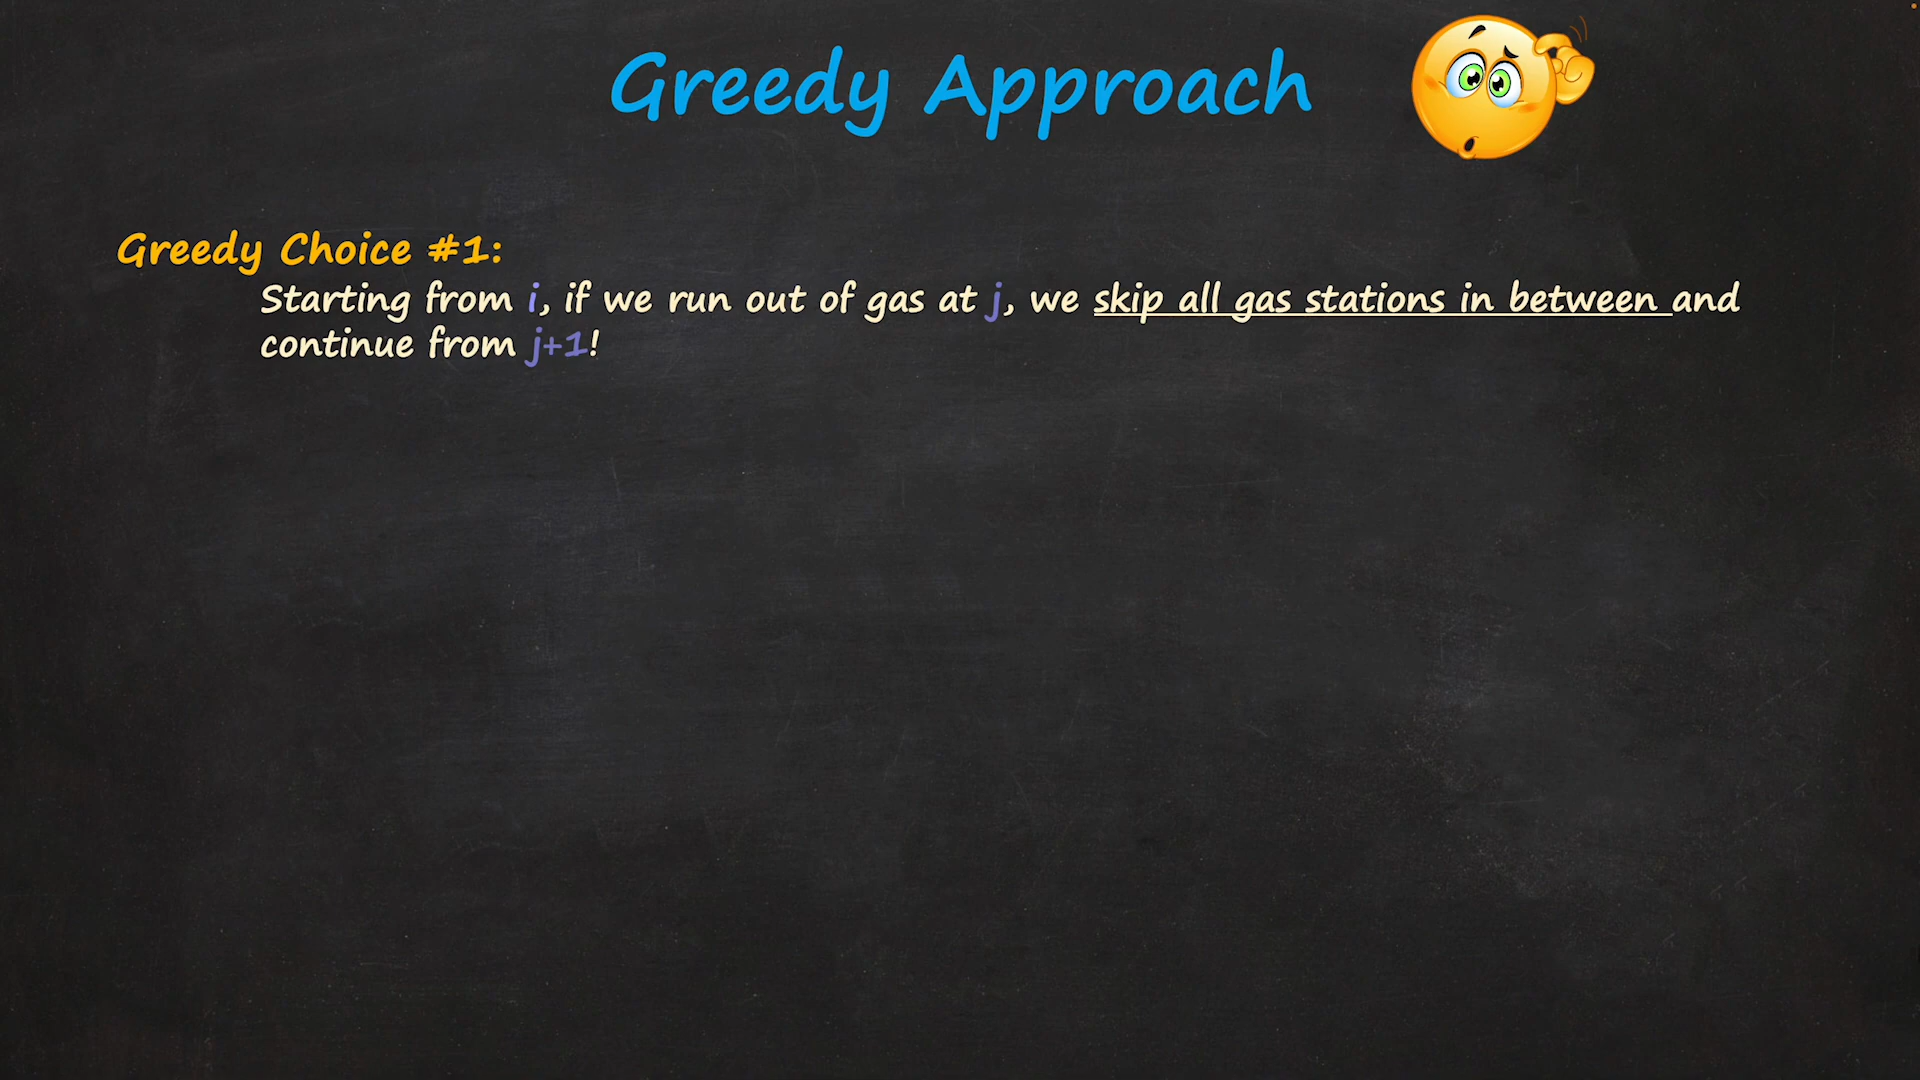 Greedy Approach
Greedy Choice #1:
Starting from i, if we run out of gas at j, we skip all gas stations in between and
continue from j+1!